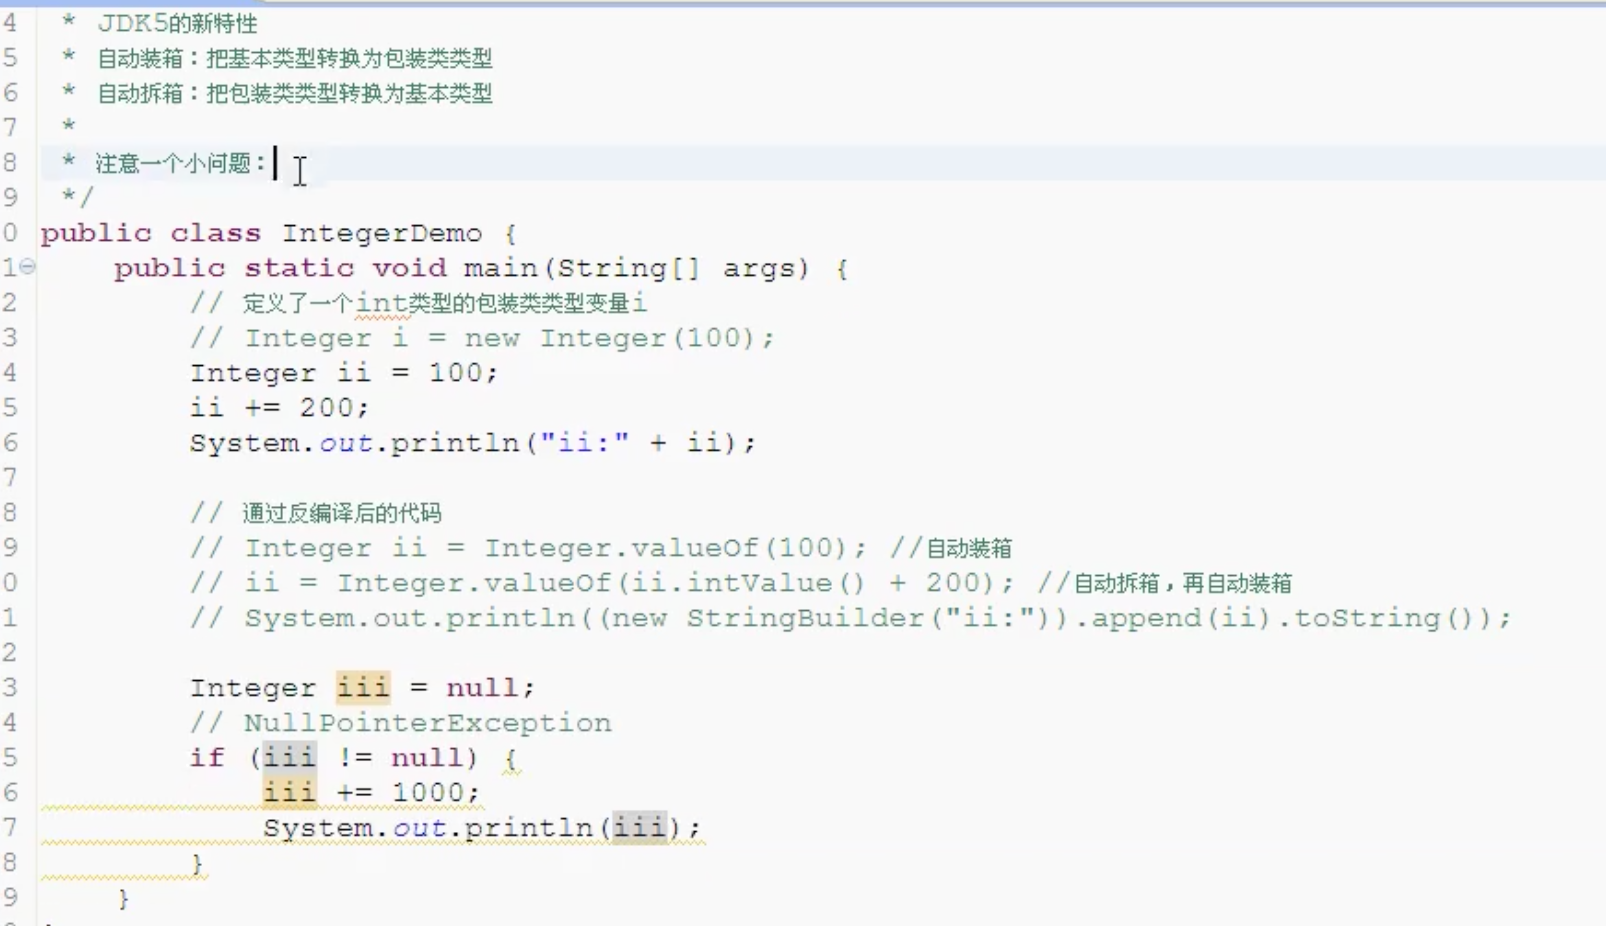 4 * JDK5的新特性
5 * 自动装箱：把基本类型转换为包装类类型
6 * 自动拆箱：把包装类类型转换为基本类型
7 *
8 * 注意一个小问题：
9 */
0 public class IntegerDemo {
1 public static void main(String[] args) {
2 // 定义了一个int类型的包装类类型变量i
3 // Integer i = new Integer(100);
4 Integer ii = 100;
5 ii += 200;
6 System.out.println("ii:" + ii);
7
8 // 通过反编译后的代码
9 // Integer ii = Integer.valueOf(100); //自动装箱
0 // ii = Integer.valueOf(ii.intValue() + 200); //自动拆箱，再自动装箱
1 // System.out.println((new StringBuilder("ii:")).append(ii).toString());
2
3 Integer iii = null;
4 // NullPointerException
5 if (iii != null) {
6 iii += 1000;
7 System.out.println(iii);
8 }
9 }